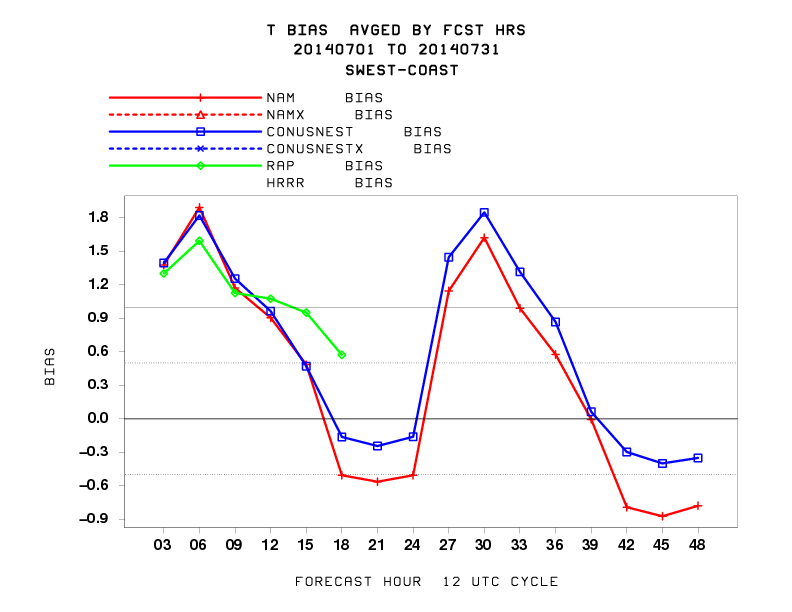 T BIAS  AVGED BY FCST HRS
20140701 TO 20140731
SWEST-COAST
NAM     BIAS
NAMX     BIAS
CONUSNEST     BIAS
CONUSNESTX     BIAS
RAP     BIAS
HRRR     BIAS
1.8
1.5
1.2
0.9
0.6
0.3
0.0
-0.3
-0.6
-0.9
BIAS
03 06 09 12 15 18 21 24 27 30 33 36 39 42 45 48
FORECAST HOUR  12 UTC CYCLE